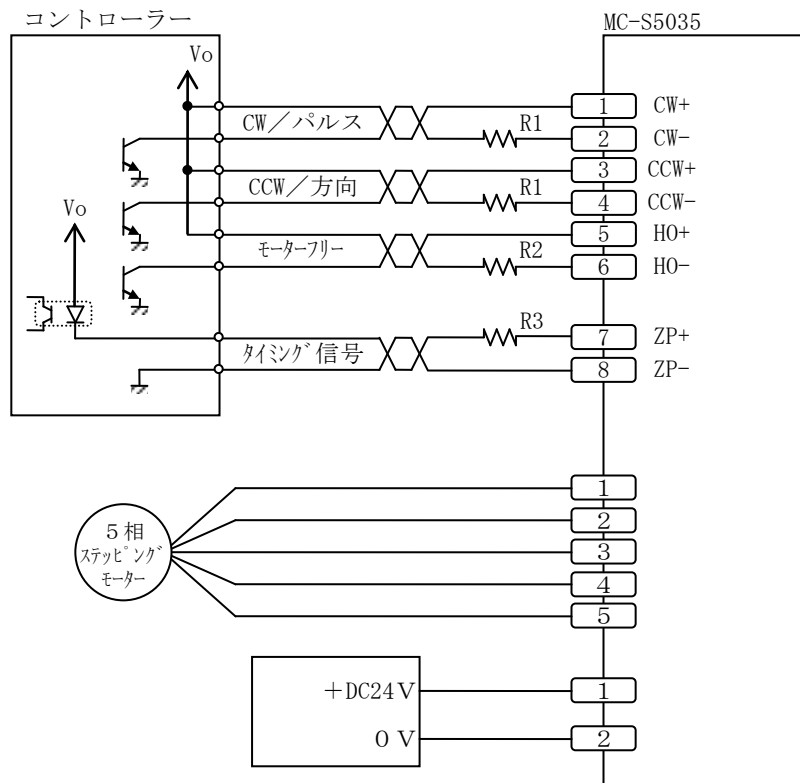 コントローラー
MC-S5035
Vo
1 CW+
CW／パルス
R1
2 CW-
3 CCW+
CCW／方向
R1
4 CCW-
Vo
5 HO+
モーターフリー
R2
6 HO-
R3
7 ZP+
タイミング信号
8 ZP-
1
2
５相
ステッピング
モーター
3
4
5
＋DC24V
1
0 V
2